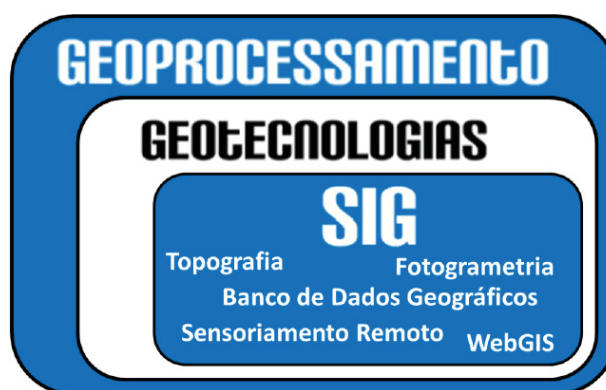 GEOPROCESSAMENTO
GEOTECNOLOGIAS
SIG
Topografia Fotogrametria
Banco de Dados Geográficos
Sensoriamento Remoto WebGIS